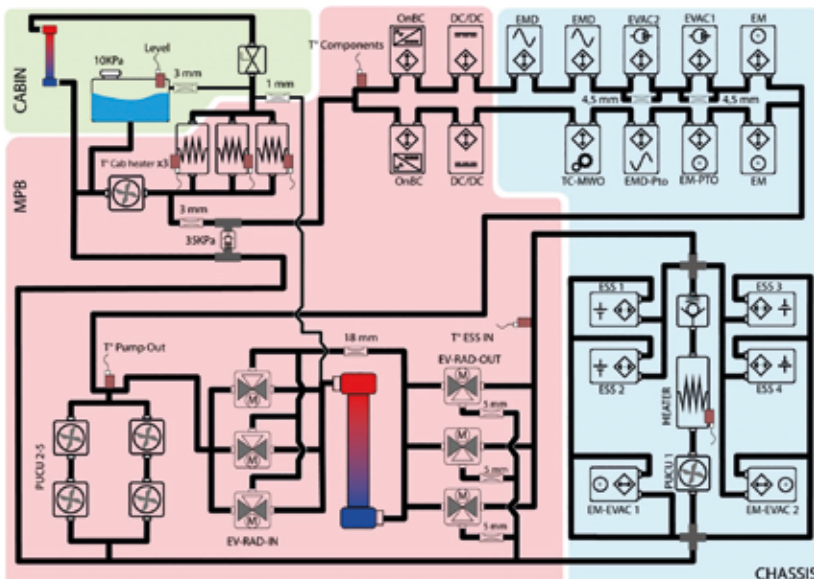 CABIN
10KPa
Level
3 mm
1 mm
T° Components
OnBC
DC/DC
EMD
EMD
EVAC2
EVAC1
EM
4,5 mm
4,5 mm
OnBC
DC/DC
TC-MWO
EMD-Pto
EM-PTO
EM
MPB
T° Cab heater x3
3 mm
35KPa
T° Pump Out
18 mm
T° ESS IN
EV-RAD-OUT
5 mm
5 mm
5 mm
PUCU 2-5
EV-RAD-IN
ESS 1
ESS 2
ESS 3
ESS 4
HEATER
PUCU 1
EM-EVAC 1
EM-EVAC 2
CHASSIS
M
M
M
M
M
M